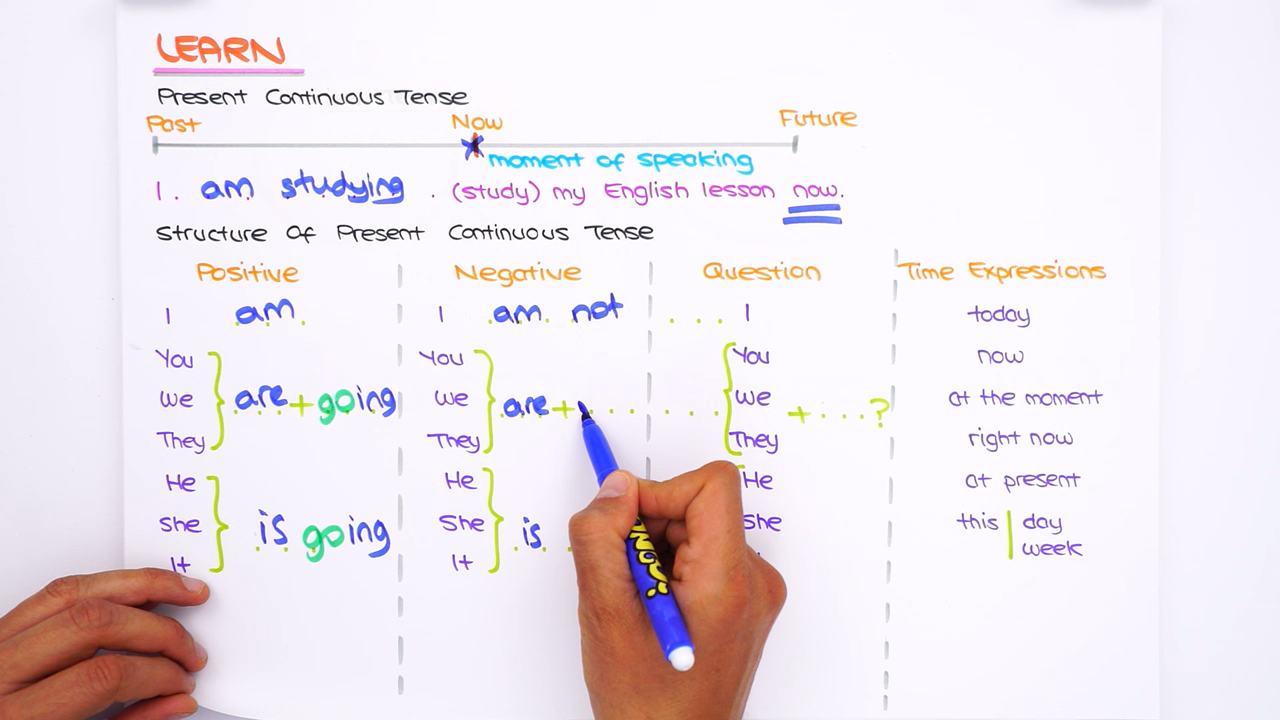 LEARN
Present Continuous Tense
Past Now Future
moment of speaking
I . am studying . (study) my English lesson now.
Structure Of Present Continuous Tense
Positive Negative Question Time Expressions
I am . I . am . not . . . . I today
You You You now
we are + going we are + . . . . . . . we + . . . ? at the moment
They They They right now
He He He at present
She is going She . is . She this day
It It week